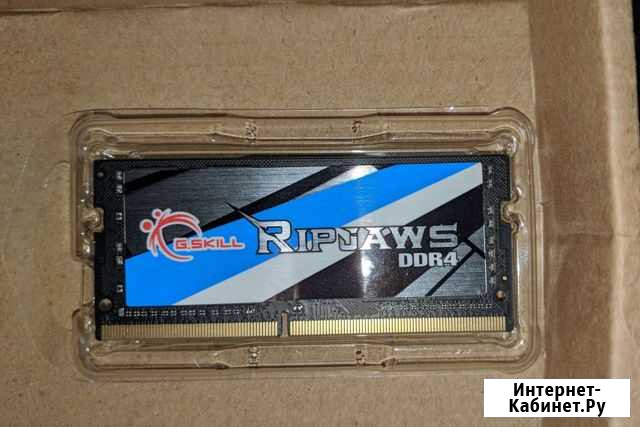 G.SKILL
RIPJAWS
DDR4
Интернет-
Кабинет.Ру